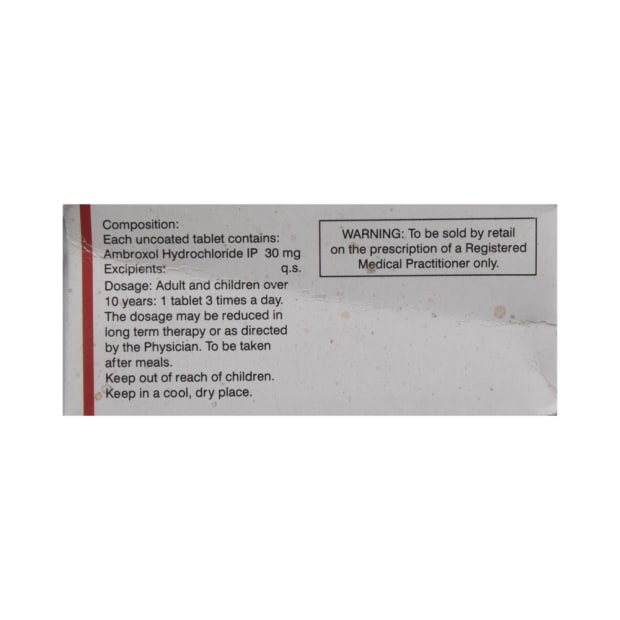 Composition:
Each uncoated tablet contains:
Ambroxol Hydrochloride IP 30 mg
Excipients: q.s.
Dosage: Adult and children over
10 years: 1 tablet 3 times a day.
The dosage may be reduced in
long term therapy or as directed
by the Physician. To be taken
after meals.
Keep out of reach of children.
Keep in a cool, dry place.
WARNING: To be sold by retail
on the prescription of a Registered
Medical Practitioner only.